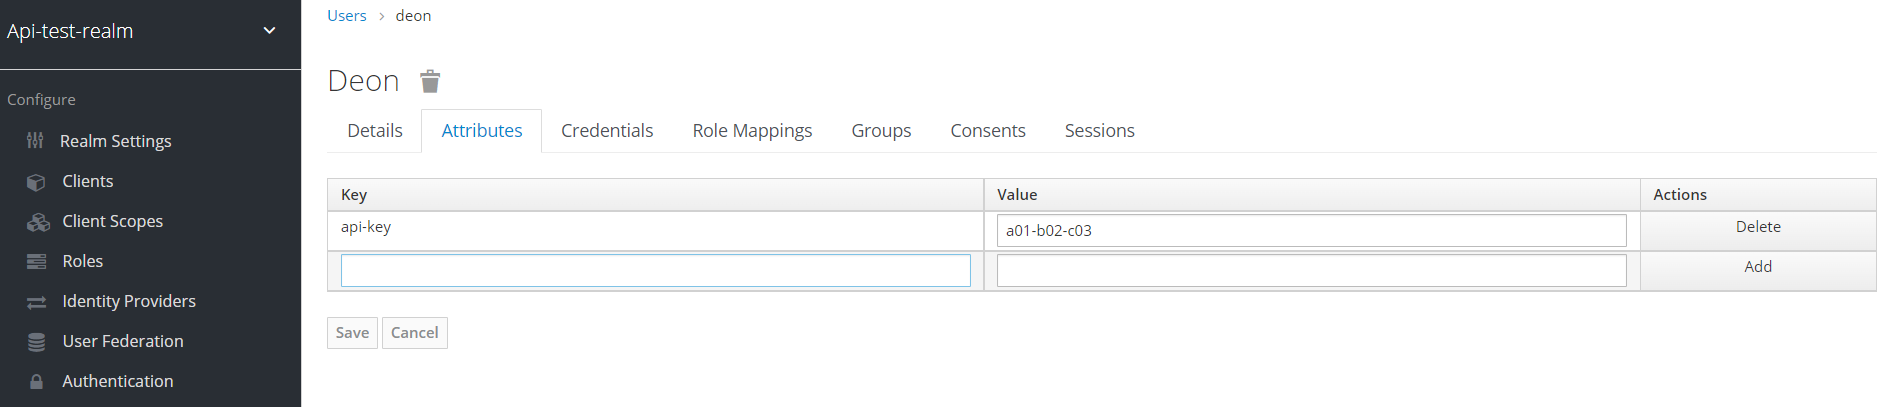 Api-test-realm
Configure
Realm Settings
Clients
Client Scopes
Roles
Identity Providers
User Federation
Authentication
Users > deon
Deon
Details Attributes Credentials Role Mappings Groups Consents Sessions
Key Value Actions
api-key a01-b02-c03 Delete
Add
Save Cancel